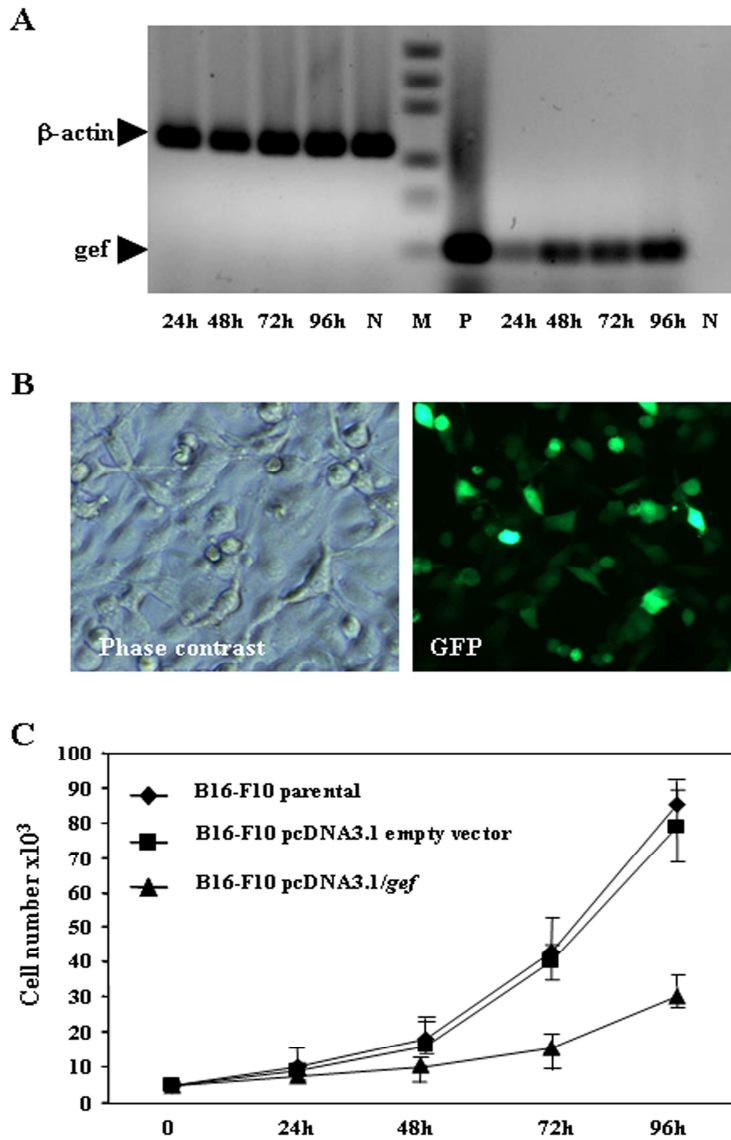 A
β-actin
gef
24h 48h 72h 96h N M P 24h 48h 72h 96h N
B
Phase contrast
GFP
C
100
90
80
70
60
50
40
30
20
10
0
Cell number x10³
B16-F10 parental
B16-F10 pcDNA3.1 empty vector
B16-F10 pcDNA3.1/gef
0 24h 48h 72h 96h